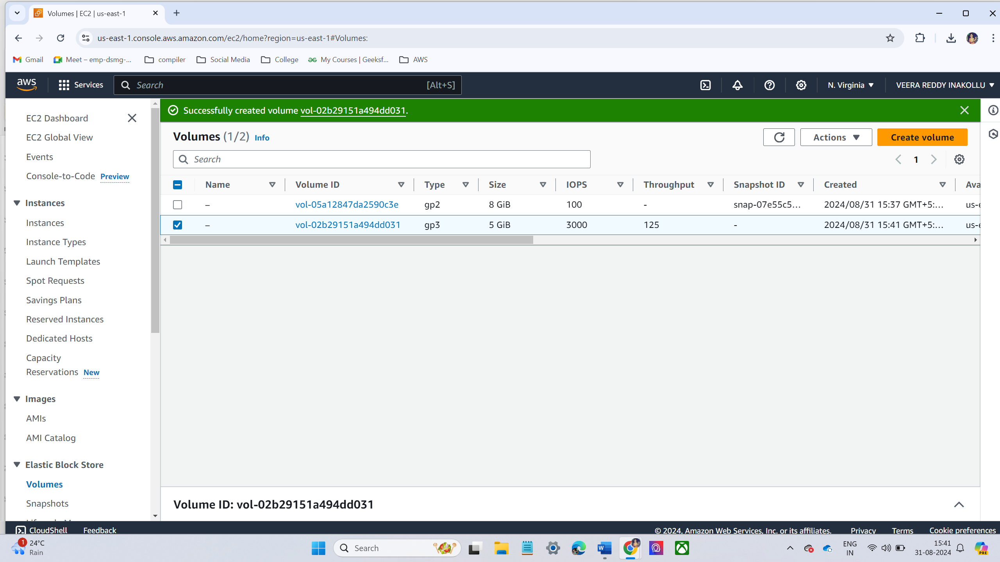 Volumes | EC2 | us-east-1
us-east-1.console.aws.amazon.com/ec2/home?region=us-east-1#Volumes:
Gmail Meet – emp-dsmg-... compiler Social Media College My Courses | Geeksf... AWS
aws Services Search [Alt+S] N. Virginia VEERA REDDY INAKOLLU
EC2 Dashboard
EC2 Global View
Events
Console-to-Code Preview
Instances
Instances
Instance Types
Launch Templates
Spot Requests
Savings Plans
Reserved Instances
Dedicated Hosts
Capacity
Reservations New
Images
AMIs
AMI Catalog
Elastic Block Store
Volumes
Snapshots
Successfully created volume vol-02b29151a494dd031.
Volumes (1/2) Info Actions Create volume
Search 1
Name Volume ID Type Size IOPS Throughput Snapshot ID Created Ava
– vol-05a12847da2590c3e gp2 8 GiB 100 - snap-07e55c5... 2024/08/31 15:37 GMT+5:... us-e
– vol-02b29151a494dd031 gp3 5 GiB 3000 125 - 2024/08/31 15:41 GMT+5:... us-e
Volume ID: vol-02b29151a494dd031
CloudShell Feedback © 2024, Amazon Web Services, Inc. or its affiliates. Privacy Terms Cookie preferences
1 24°C
Rain
Search
W
ENG
IN
15:41
31-08-2024
PRE